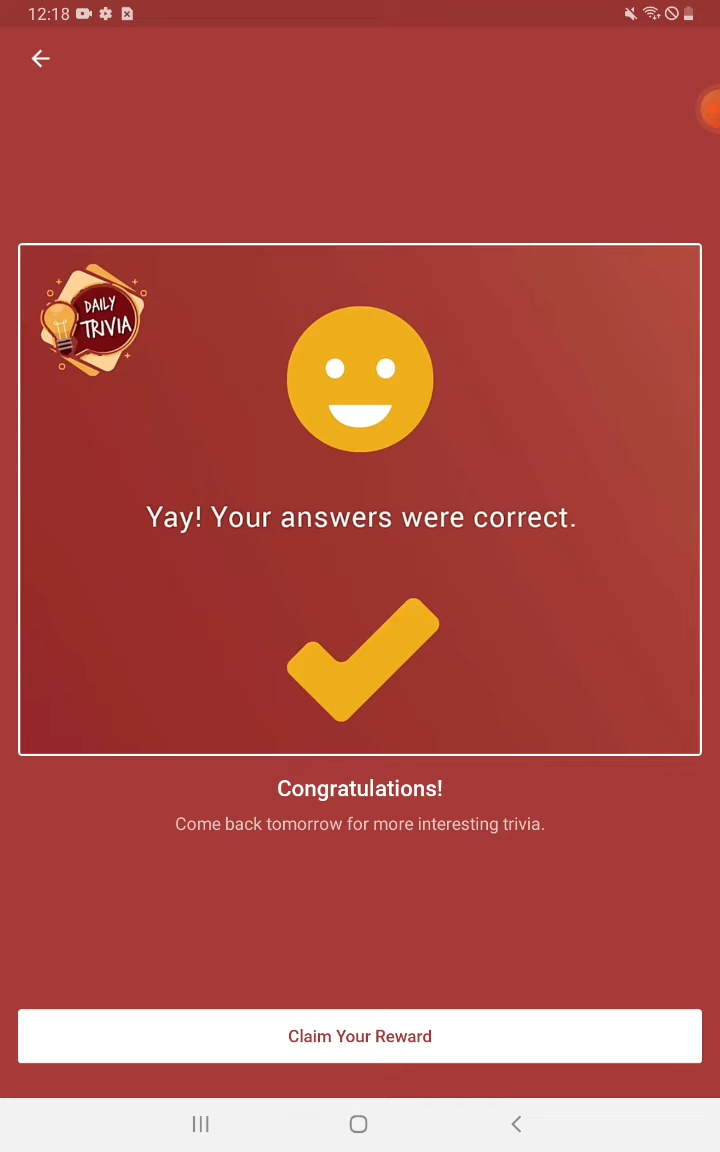 12:18
DAILY
TRIVIA
Yay! Your answers were correct.
Congratulations!
Come back tomorrow for more interesting trivia.
Claim Your Reward